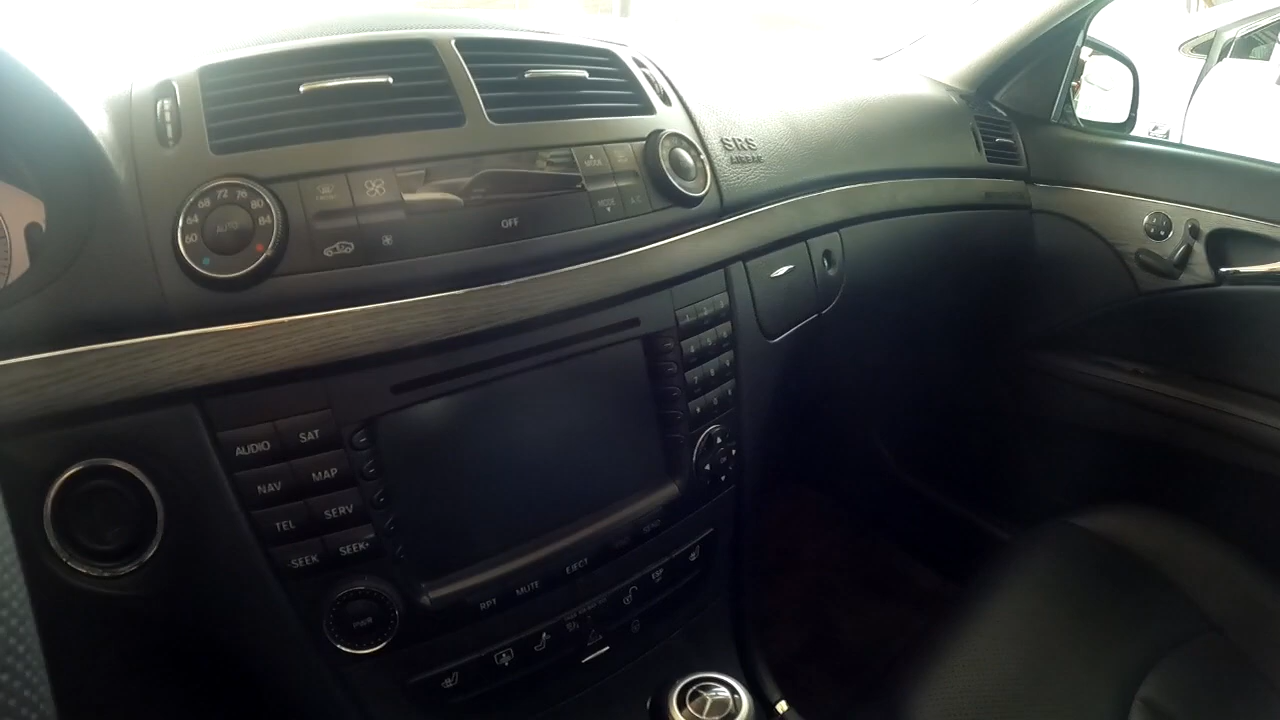 SRS
AIRBAG
60 64 68 72 76 80 84
AUTO
MODE
MODE
A/C
OFF
AUDIO
SAT
NAV
MAP
TEL
SERV
SEEK
SEEK+
PWR
RPT
MUTE
EJECT
ESP